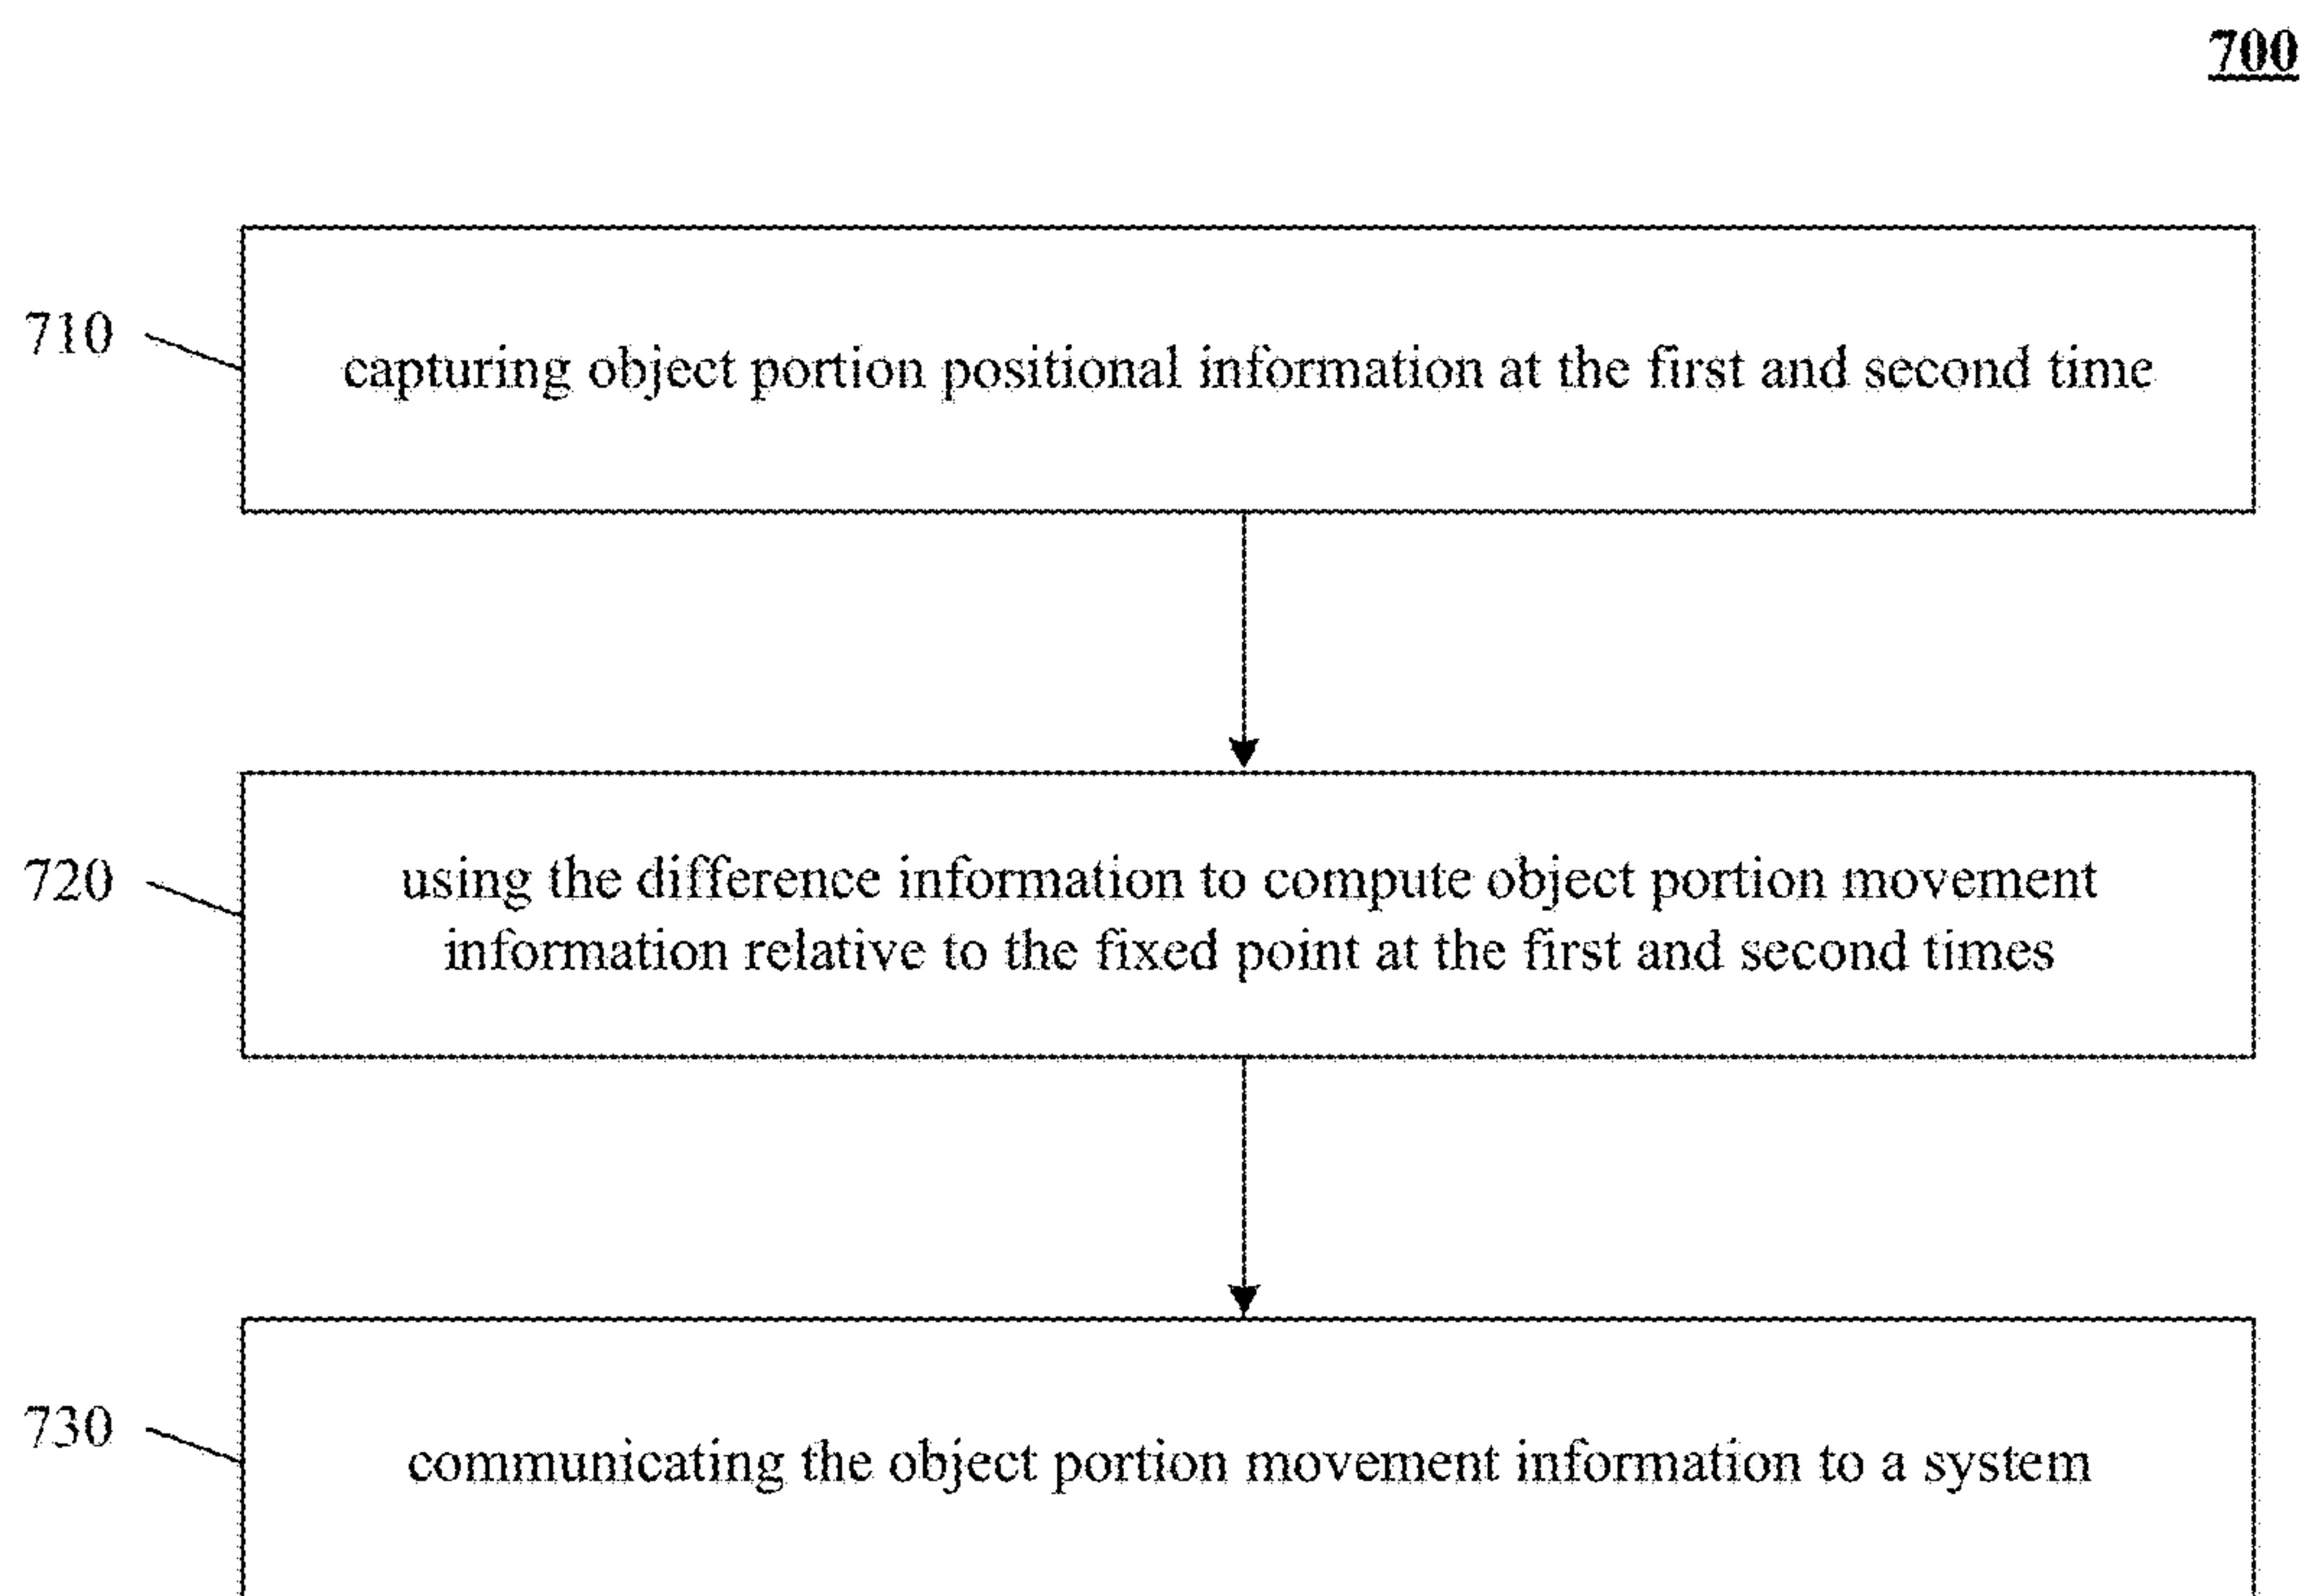 700
710
capturing object portion positional information at the first and second time
720
using the difference information to compute object portion movement
information relative to the fixed point at the first and second times
730
communicating the object portion movement information to a system